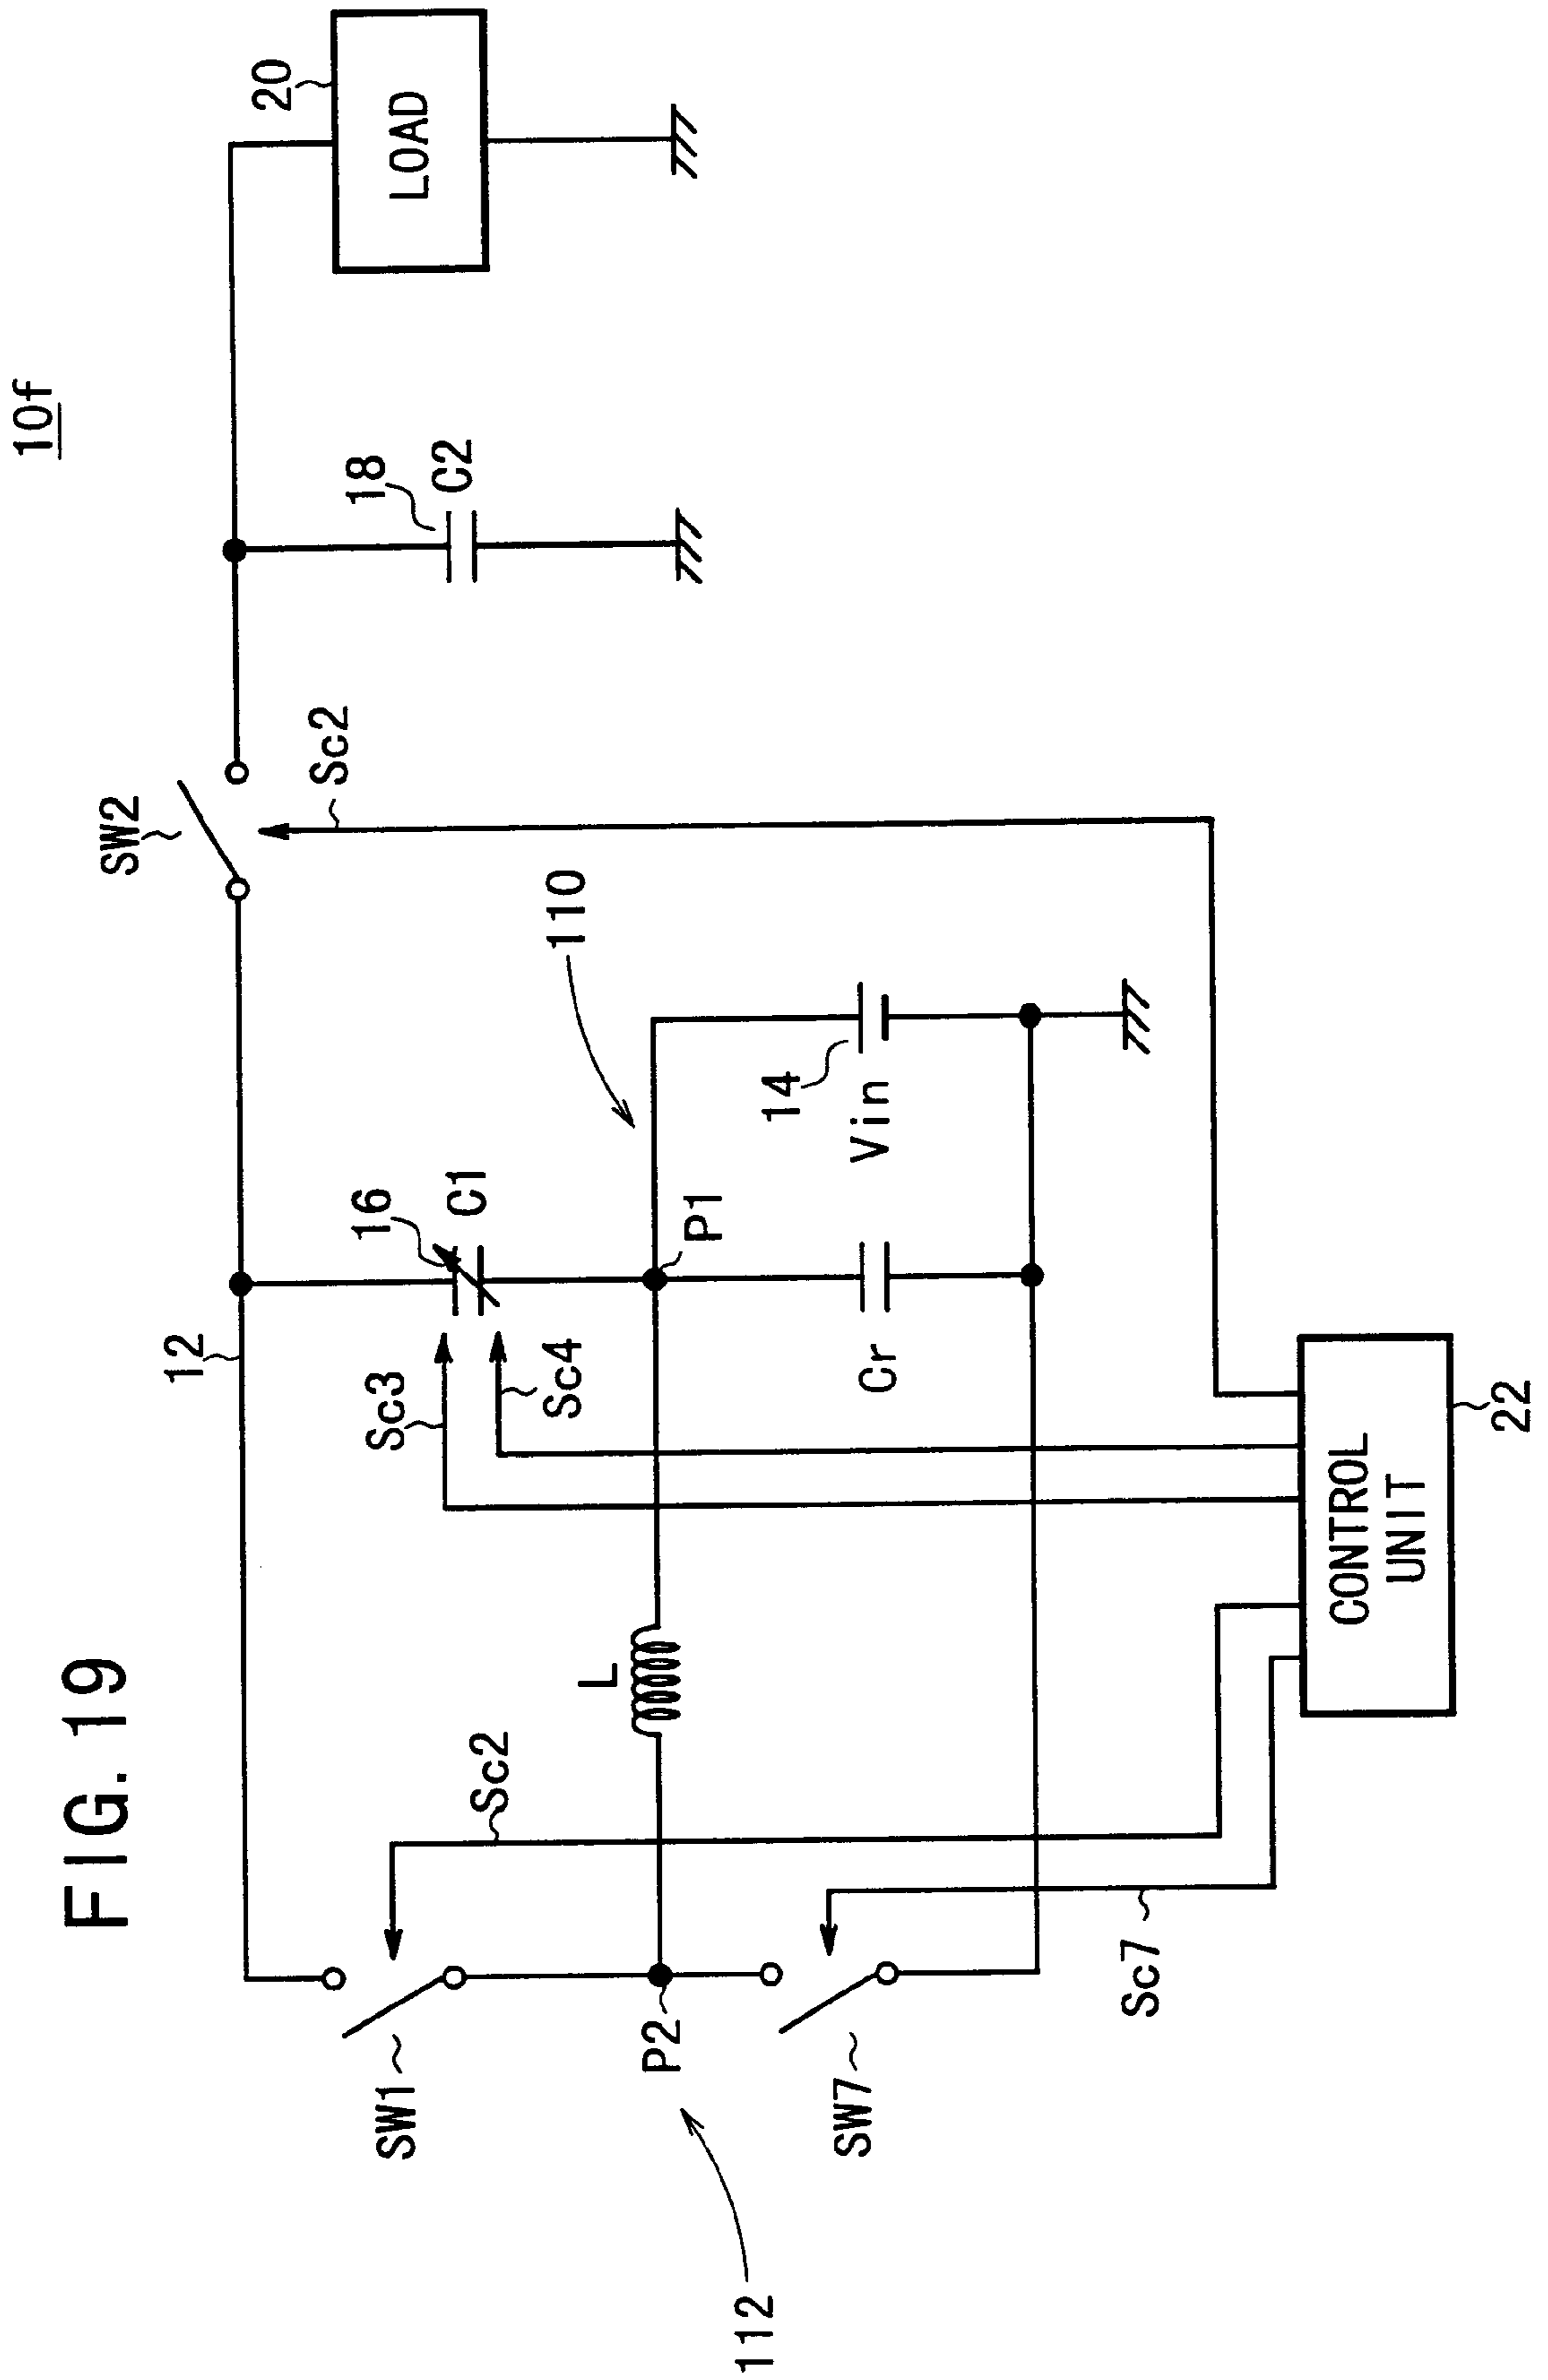 FIG. 19
10f
SW2
12
Sc2
20
LOAD
18
C2
16
C1
Sc3
Sc4
110
SW1
Sc2
L
P1
P2
14
Vin
Cr
112
SW7
Sc7
CONTROL
UNIT
22